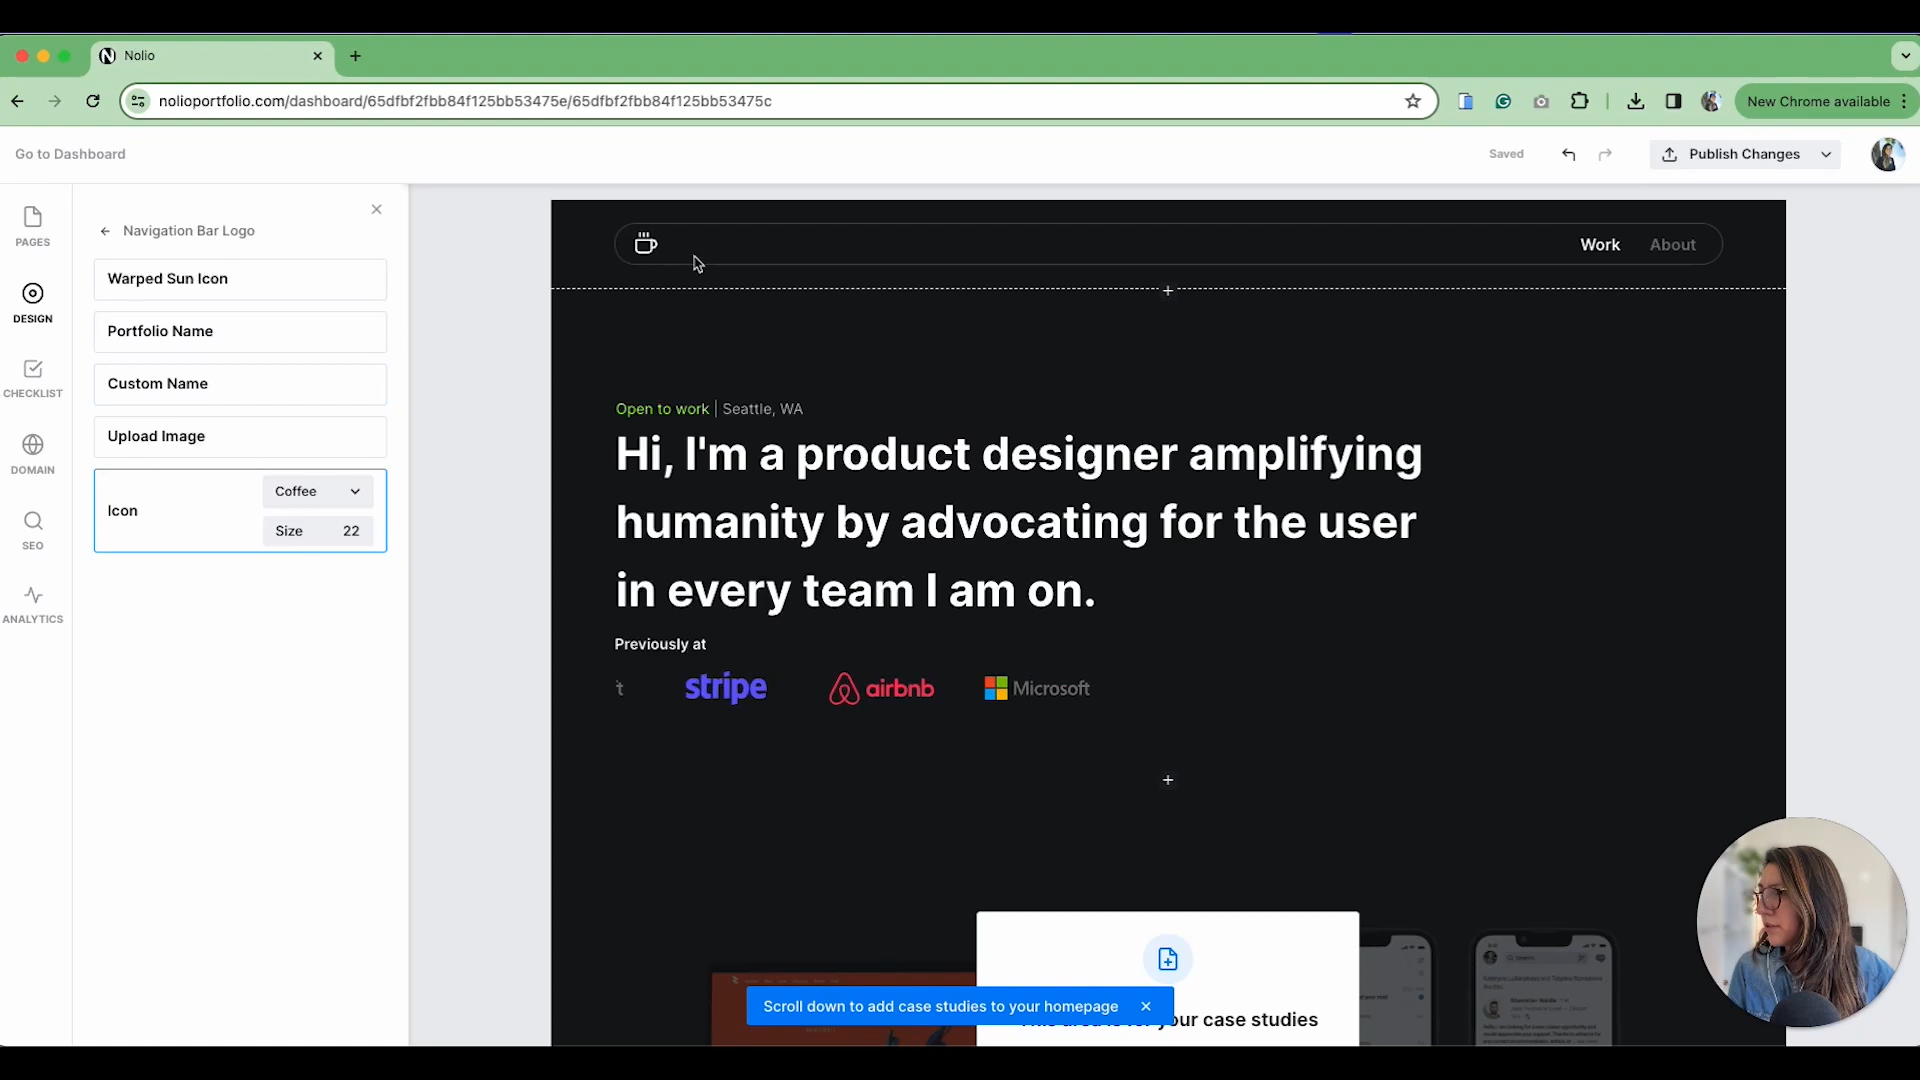 Nolio
nolioportfolio.com/dashboard/65dfbf2fbb84f125bb53475e/65dfbf2fbb84f125bb53475c
New Chrome available
Go to Dashboard
Saved
Publish Changes
PAGES
DESIGN
CHECKLIST
DOMAIN
SEO
ANALYTICS
Navigation Bar Logo
Warped Sun Icon
Portfolio Name
Custom Name
Upload Image
Icon
Coffee
Size 22
Work About
Open to work | Seattle, WA
Hi, I'm a product designer amplifying
humanity by advocating for the user
in every team I am on.
Previously at
t stripe airbnb Microsoft
Scroll down to add case studies to your homepage
your case studies